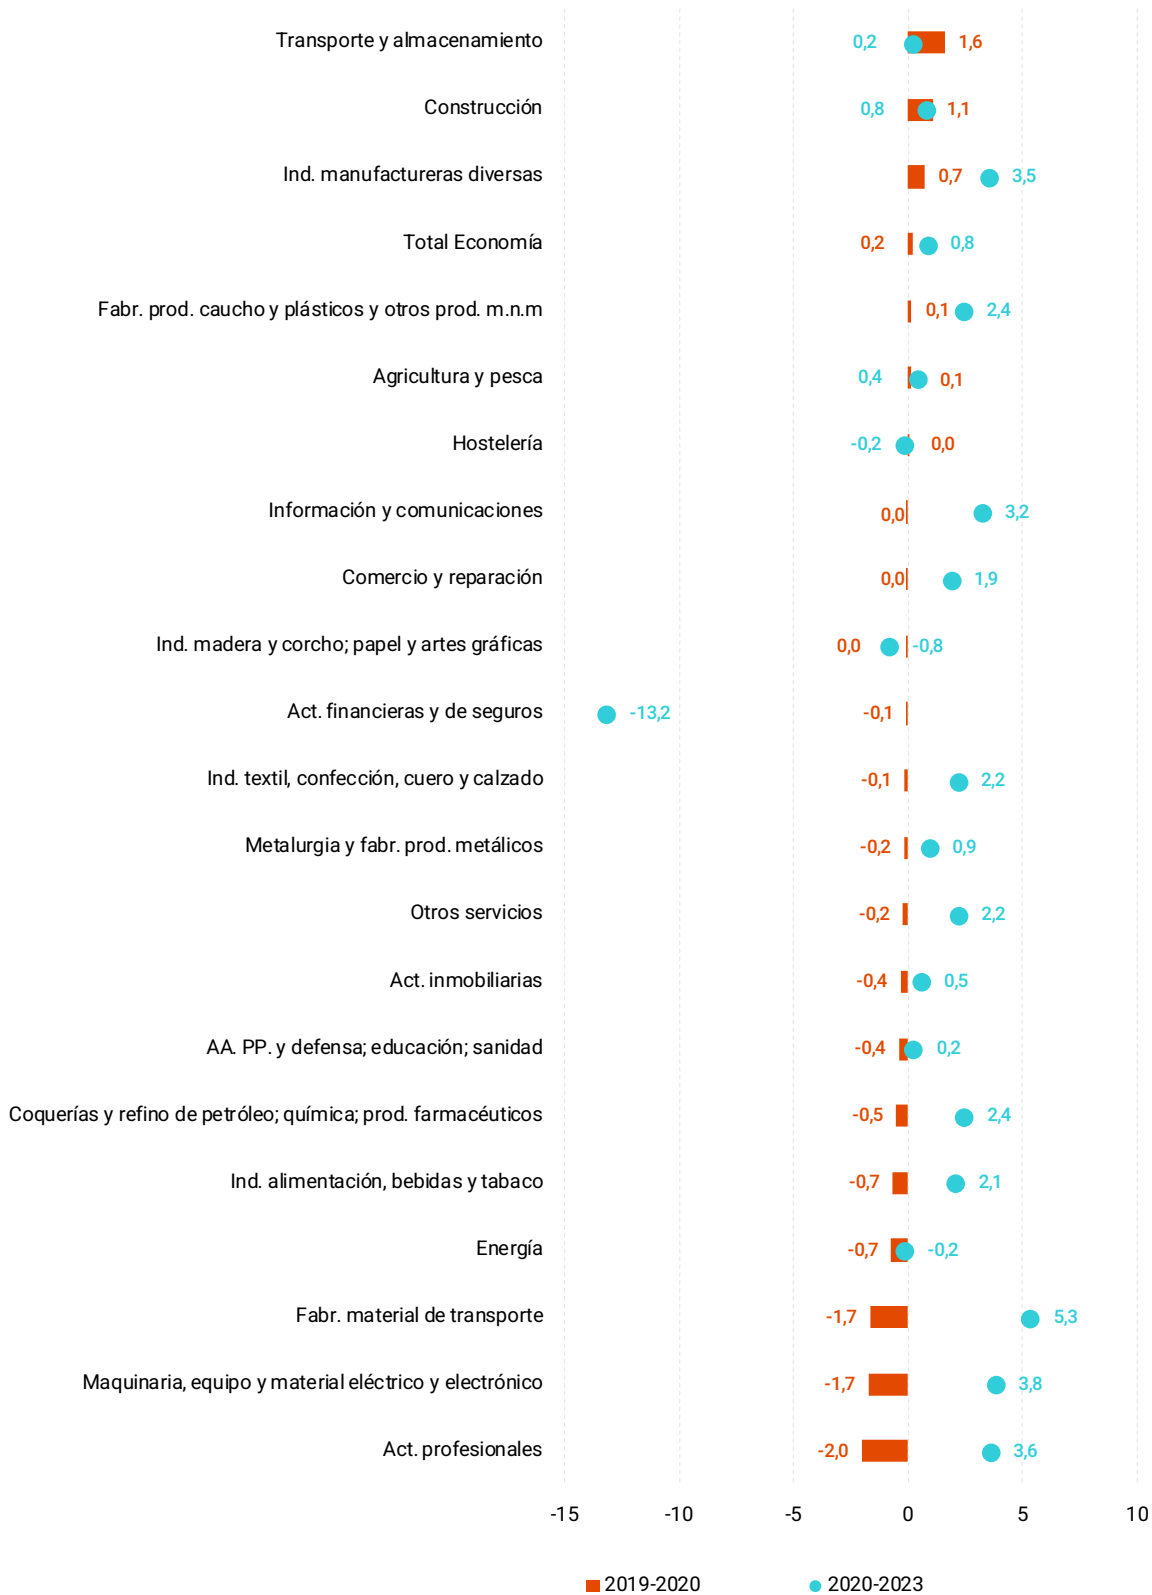 Transporte y almacenamiento 0,2 1,6
Construcción 0,8 1,1
Ind. manufactureras diversas 0,7 3,5
Total Economía 0,2 0,8
Fabr. prod. caucho y plásticos y otros prod. m.n.m 0,1 2,4
Agricultura y pesca 0,4 0,1
Hostelería -0,2 0,0
Información y comunicaciones 0,0 3,2
Comercio y reparación 0,0 1,9
Ind. madera y corcho; papel y artes gráficas 0,0 -0,8
Act. financieras y de seguros -13,2 -0,1
Ind. textil, confección, cuero y calzado -0,1 2,2
Metalurgia y fabr. prod. metálicos -0,2 0,9
Otros servicios -0,2 2,2
Act. inmobiliarias -0,4 0,5
AA. PP. y defensa; educación; sanidad -0,4 0,2
Coquerías y refino de petróleo; química; prod. farmacéuticos -0,5 2,4
Ind. alimentación, bebidas y tabaco -0,7 2,1
Energía -0,7 -0,2
Fabr. material de transporte -1,7 5,3
Maquinaria, equipo y material eléctrico y electrónico -1,7 3,8
Act. profesionales -2,0 3,6
-15 -10 -5 0 5 10
2019-2020 2020-2023